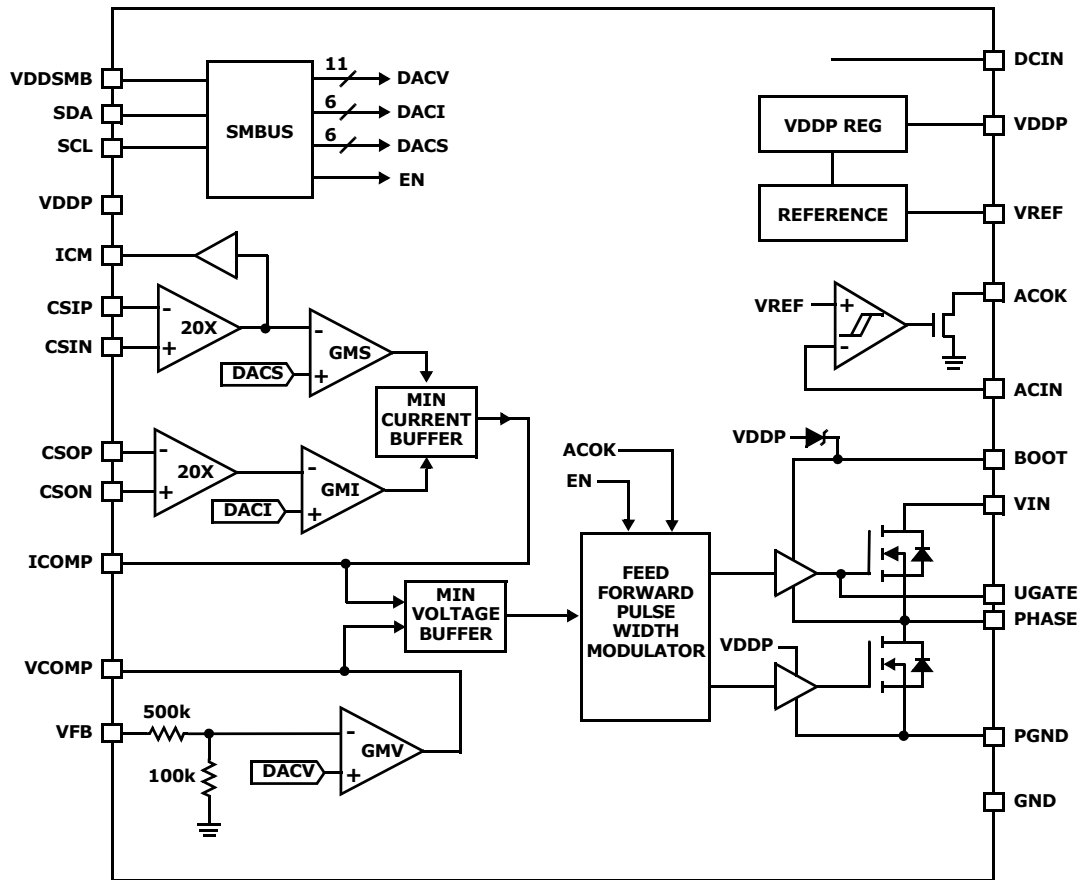 VDDSMB
SDA
SCL
VDDP
ICM
CSIP
CSIN
CSOP
CSON
ICOMP
VCOMP
VFB
SMBUS
11
DACV
6
DACI
6
DACS
EN
-
20X
+
-
GMS
+
DACS
MIN
CURRENT
BUFFER
-
20X
+
-
GMI
+
DACI
MIN
VOLTAGE
BUFFER
500k
100k
-
GMV
+
DACV
ACOK
EN
FEED
FORWARD
PULSE
WIDTH
MODULATOR
VDDP REG
REFERENCE
VREF
+
-
VDDP
VDDP
DCIN
VDDP
VREF
ACOK
ACIN
BOOT
VIN
UGATE
PHASE
PGND
GND